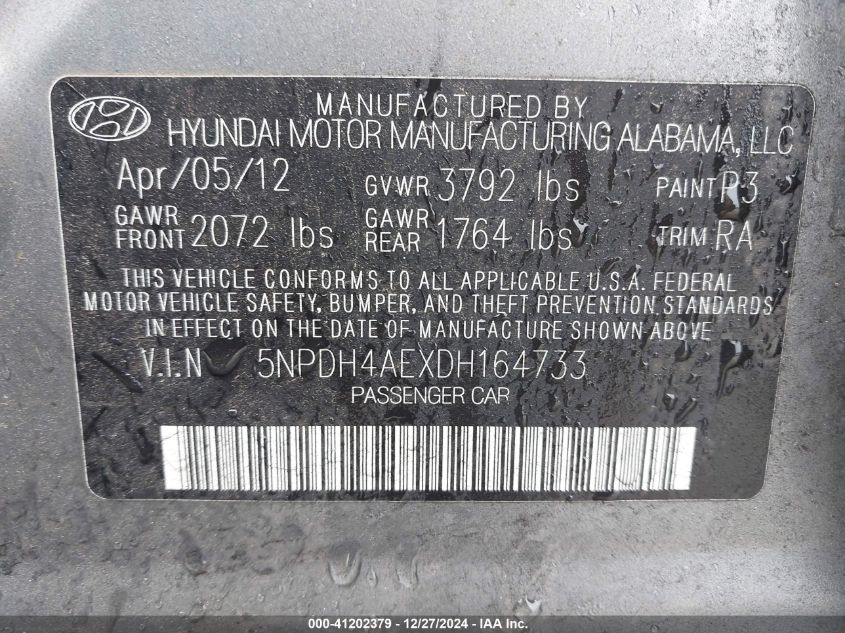 MANUFACTURED BY
HYUNDAI MOTOR MANUFACTURING ALABAMA, LLC
Apr/05/12 GVWR 3792 lbs PAINT P3
GAWR FRONT 2072 lbs GAWR REAR 1764 lbs TRIM RA
THIS VEHICLE CONFORMS TO ALL APPLICABLE U.S.A. FEDERAL
MOTOR VEHICLE SAFETY, BUMPER, AND THEFT PREVENTION STANDARDS
IN EFFECT ON THE DATE OF MANUFACTURE SHOWN ABOVE
V.I.N 5NPDH4AEXDH164733
PASSENGER CAR
000-41202379 - 12/27/2024 - IAA Inc.